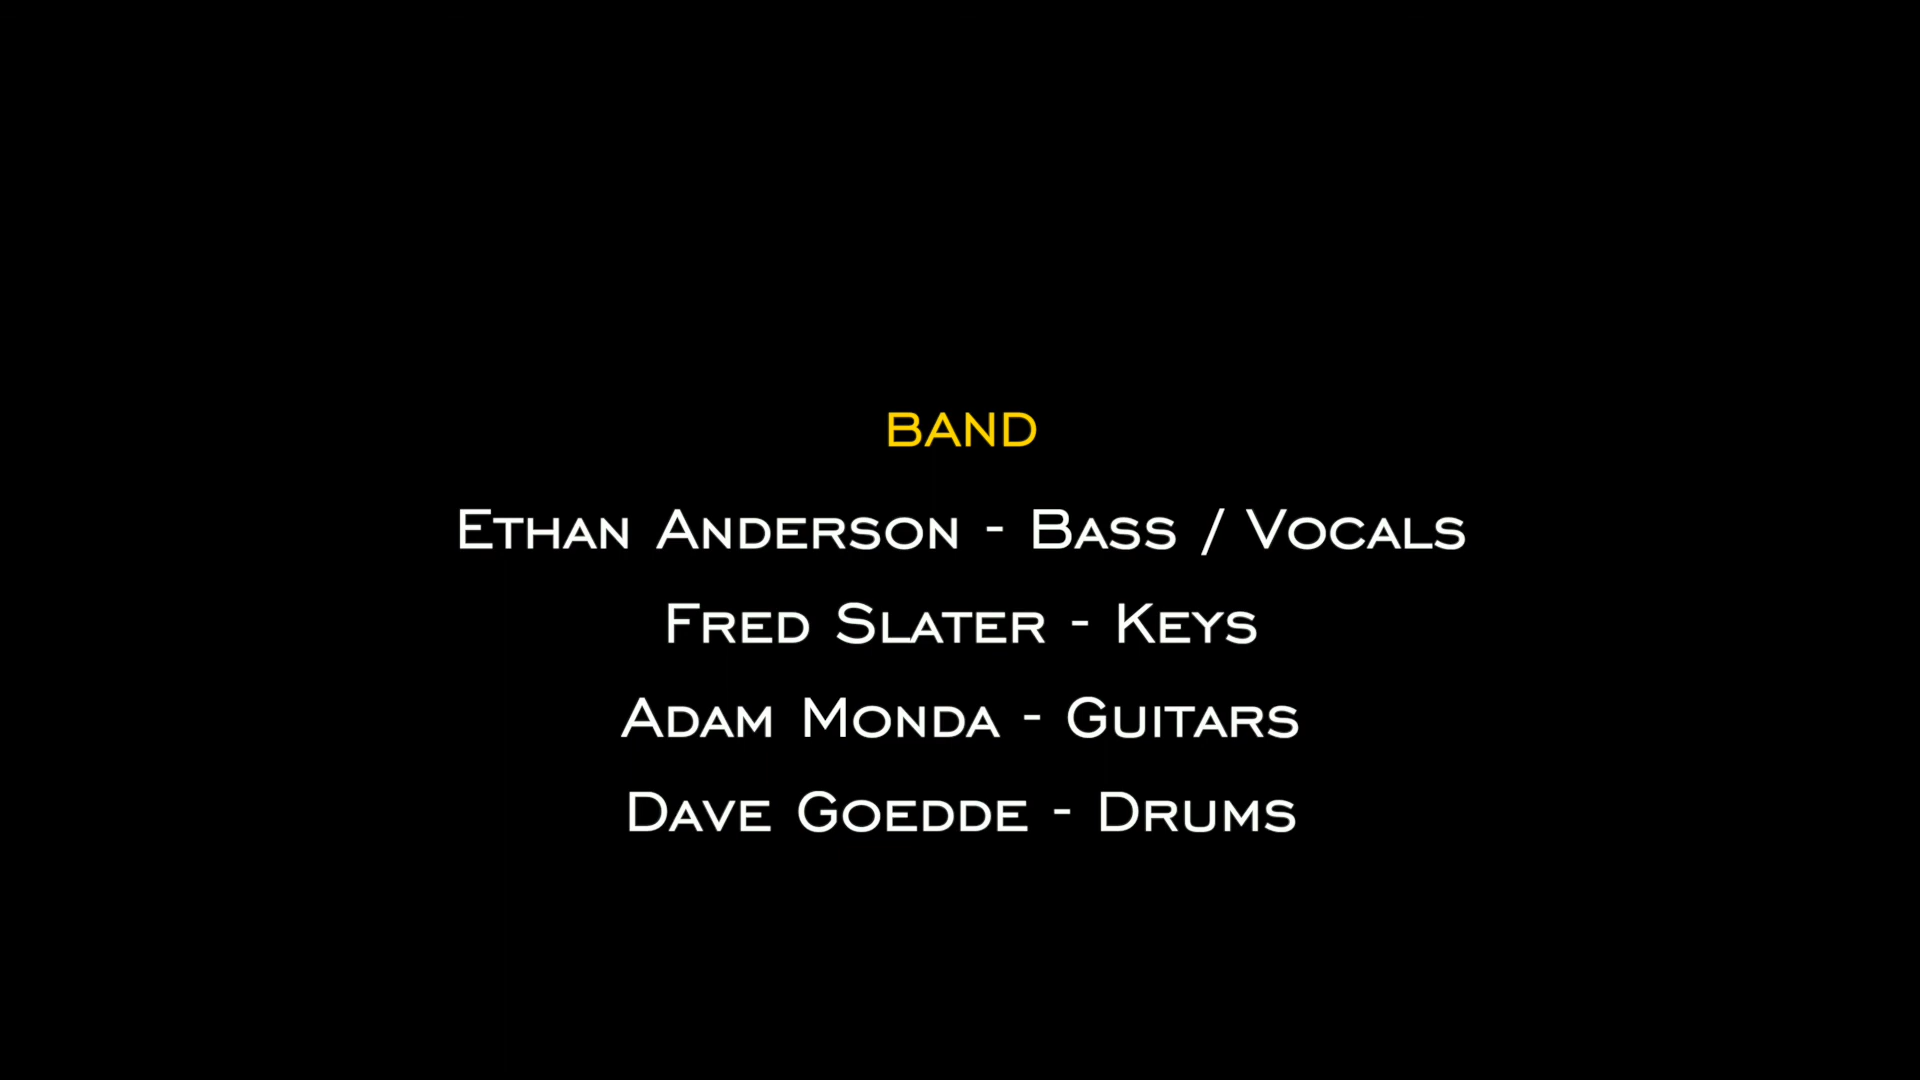 BAND
Ethan Anderson - Bass / Vocals
Fred Slater - Keys
Adam Monda - Guitars
Dave Goedde - Drums